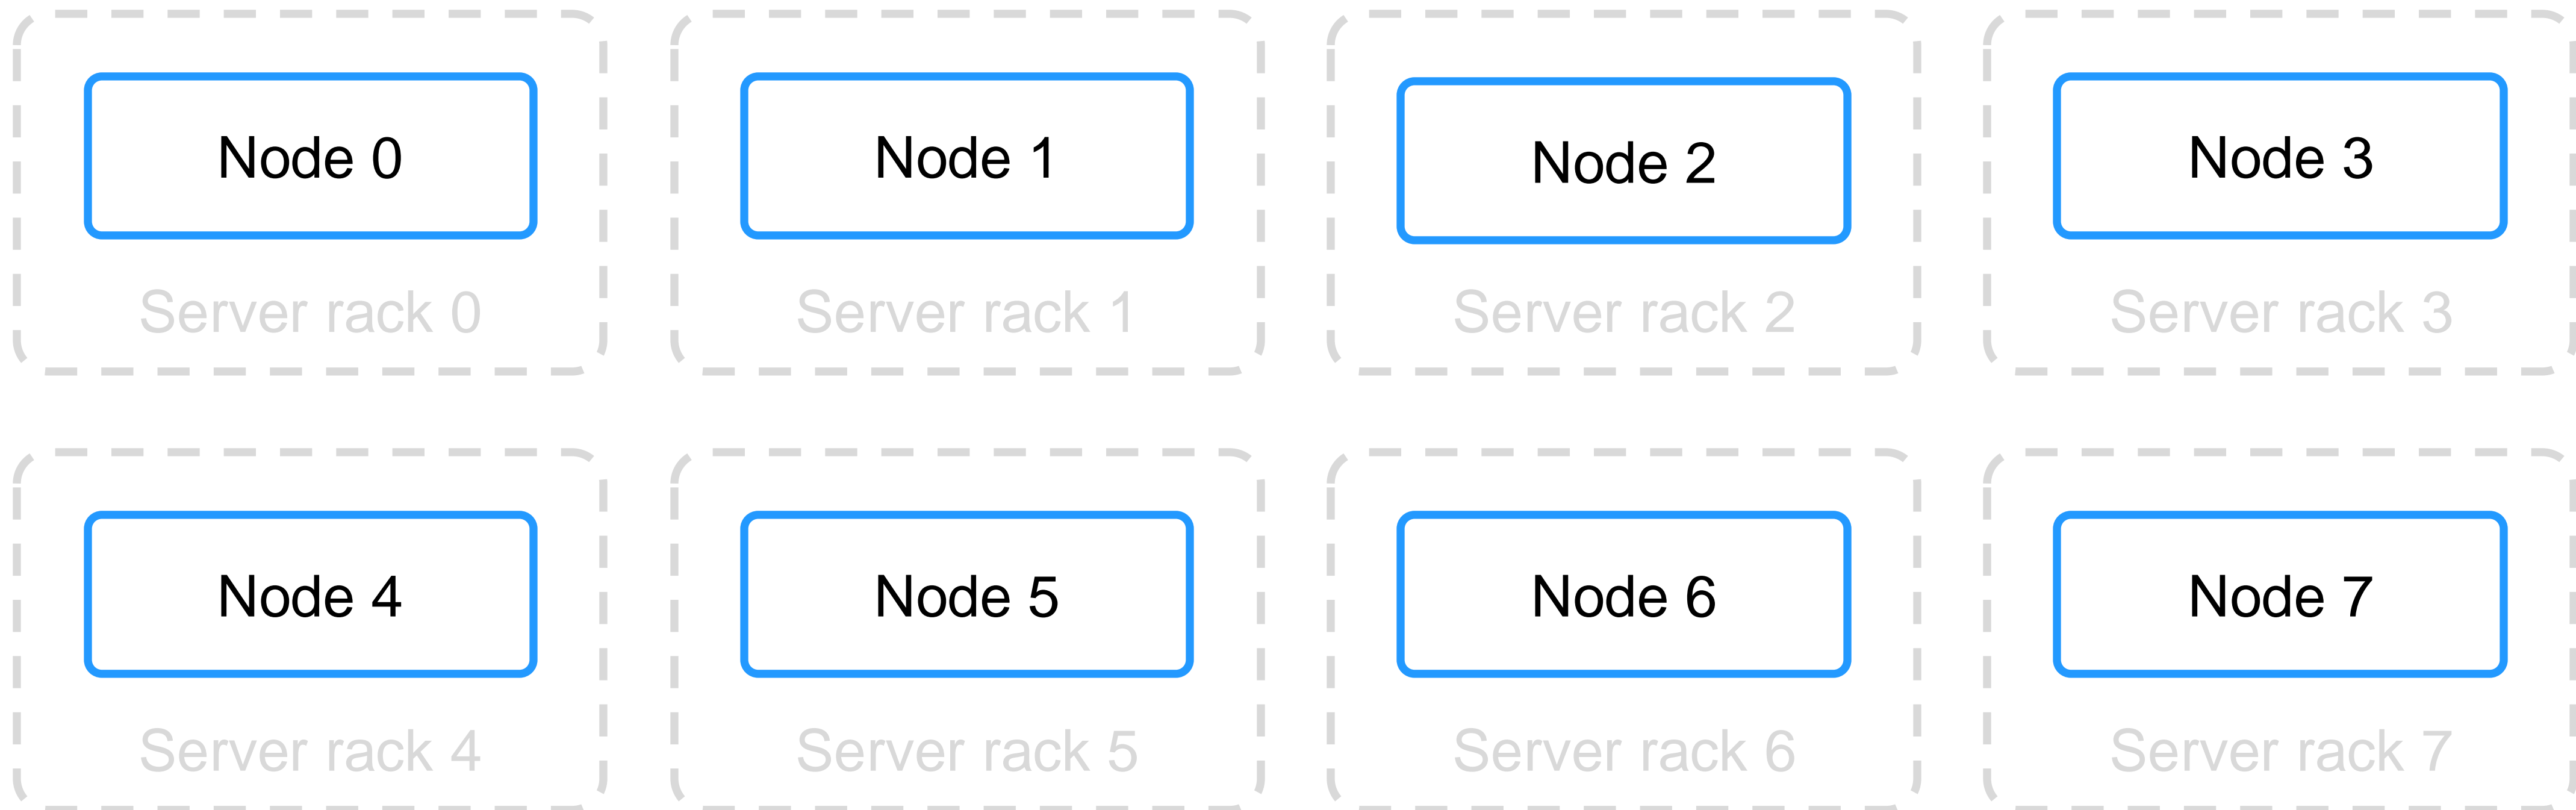 Node 0
Node 1
Node 2
Node 3
Server rack 0
Server rack 1
Server rack 2
Server rack 3
Node 4
Node 5
Node 6
Node 7
Server rack 4
Server rack 5
Server rack 6
Server rack 7